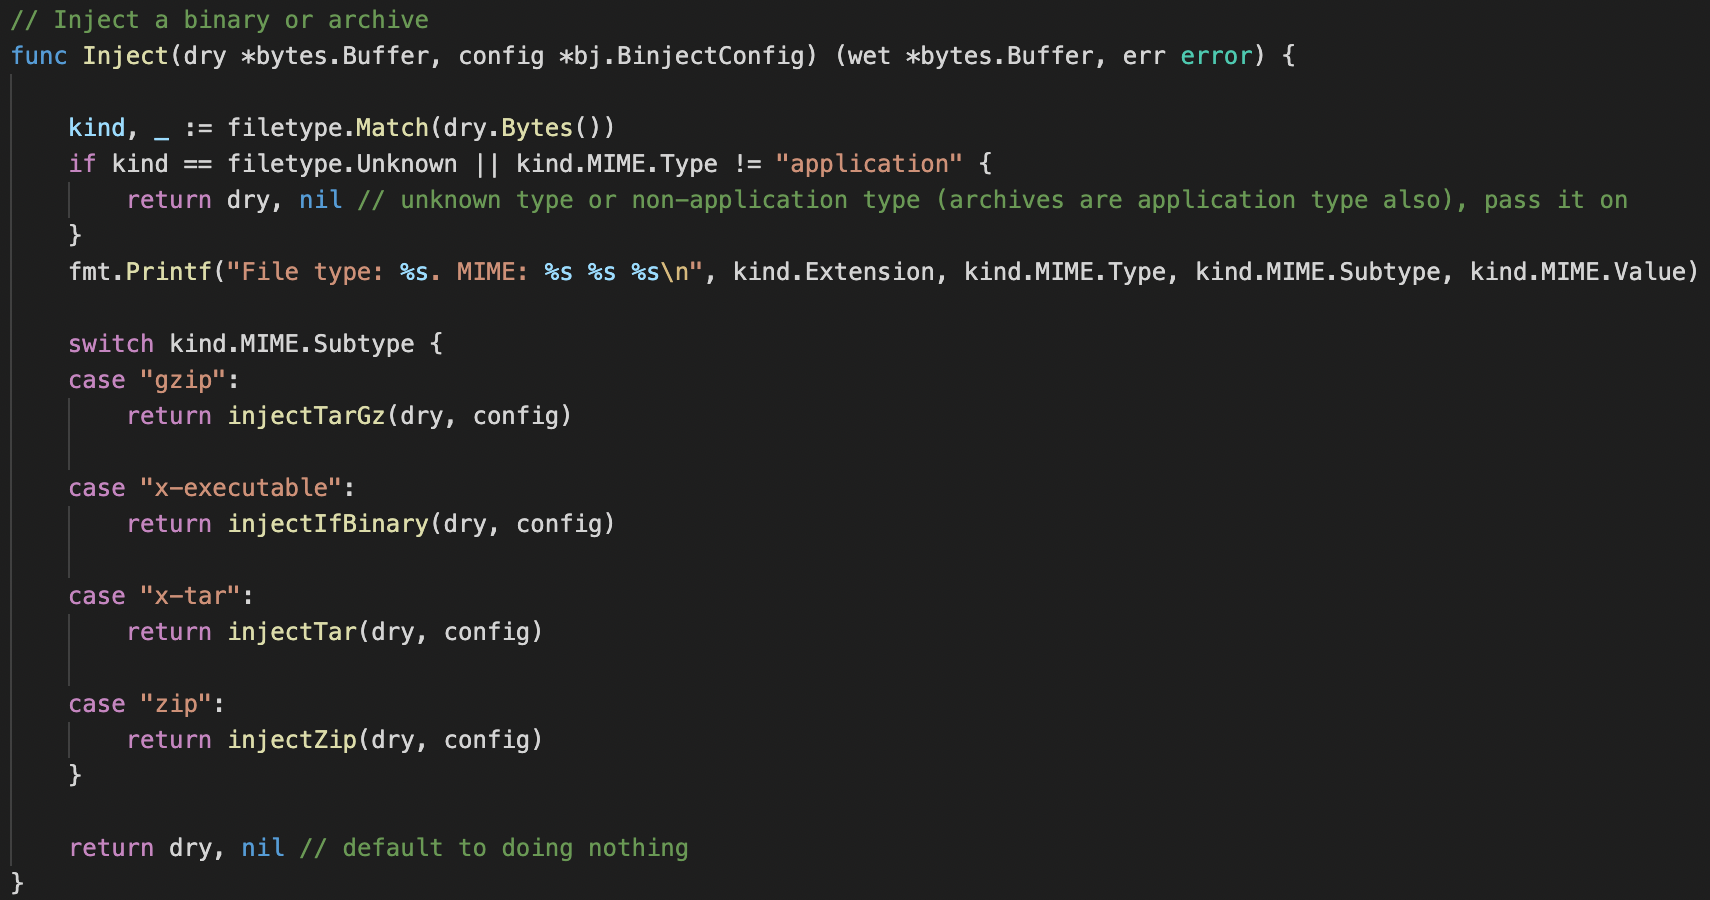 // Inject a binary or archive
func Inject(dry *bytes.Buffer, config *bj.BinjectConfig) (wet *bytes.Buffer, err error) {
kind, _ := filetype.Match(dry.Bytes())
if kind == filetype.Unknown || kind.MIME.Type != "application" {
return dry, nil // unknown type or non-application type (archives are application type also), pass it on
}
fmt.Printf("File type: %s. MIME: %s %s %s\n", kind.Extension, kind.MIME.Type, kind.MIME.Subtype, kind.MIME.Value)
switch kind.MIME.Subtype {
case "gzip":
return injectTarGz(dry, config)
case "x-executable":
return injectIfBinary(dry, config)
case "x-tar":
return injectTar(dry, config)
case "zip":
return injectZip(dry, config)
}
return dry, nil // default to doing nothing
}